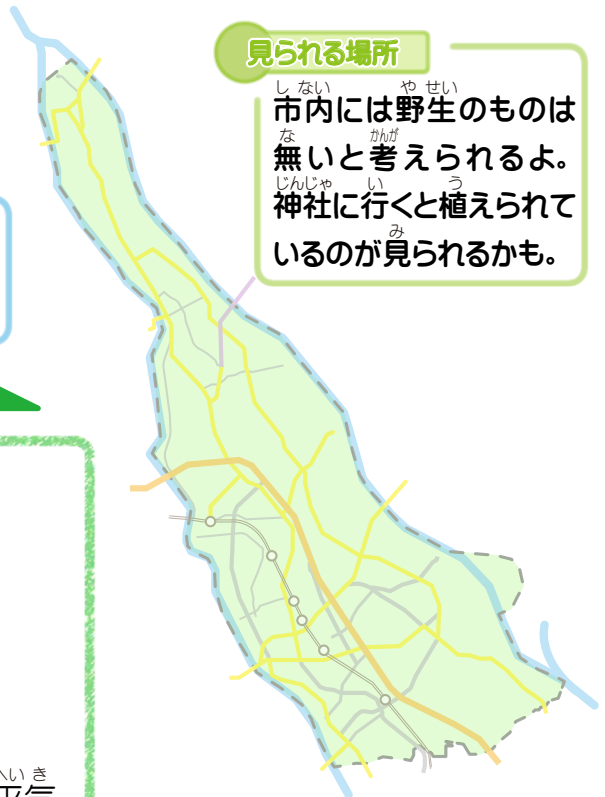 見られる場所
市内には野生のものは
無いと考えられるよ。
神社に行くと植えられて
いるのが見られるかも。